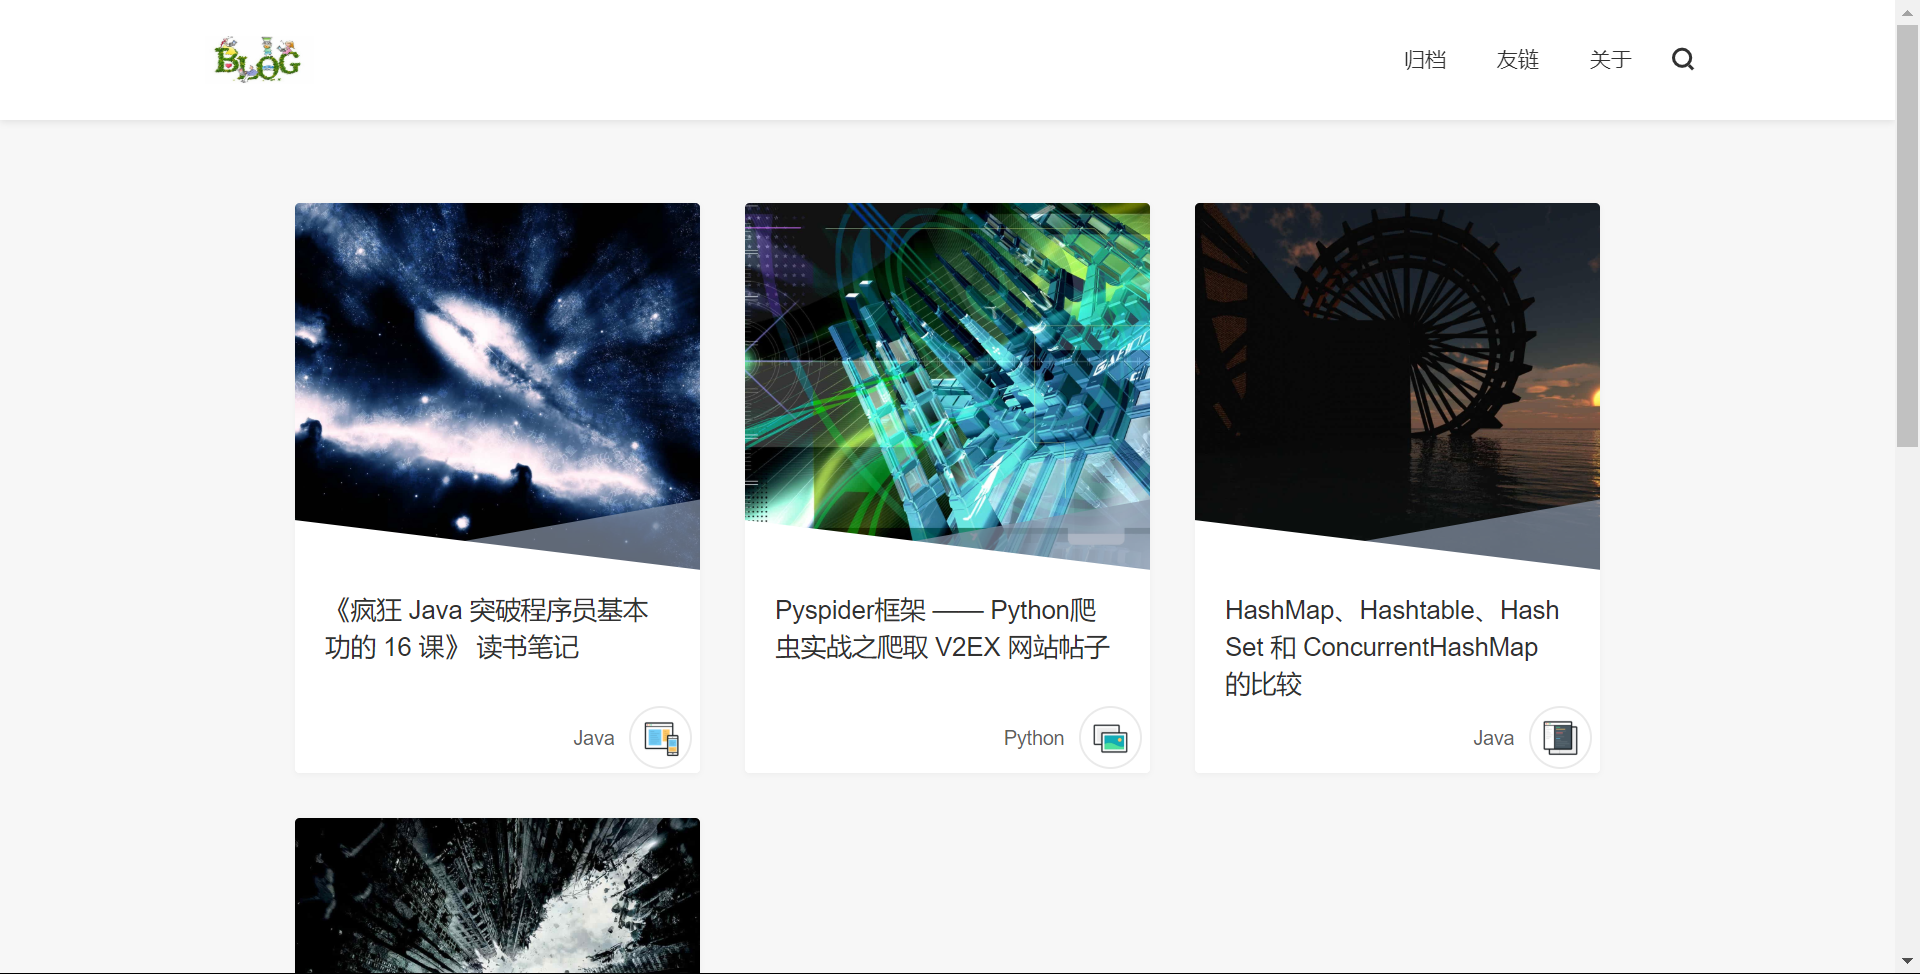 BLOG
归档 友链 关于
《疯狂 Java 突破程序员基本
功的 16 课》 读书笔记
Java
Pyspider框架 —— Python爬
虫实战之爬取 V2EX 网站帖子
Python
HashMap、Hashtable、Hash
Set 和 ConcurrentHashMap
的比较
Java